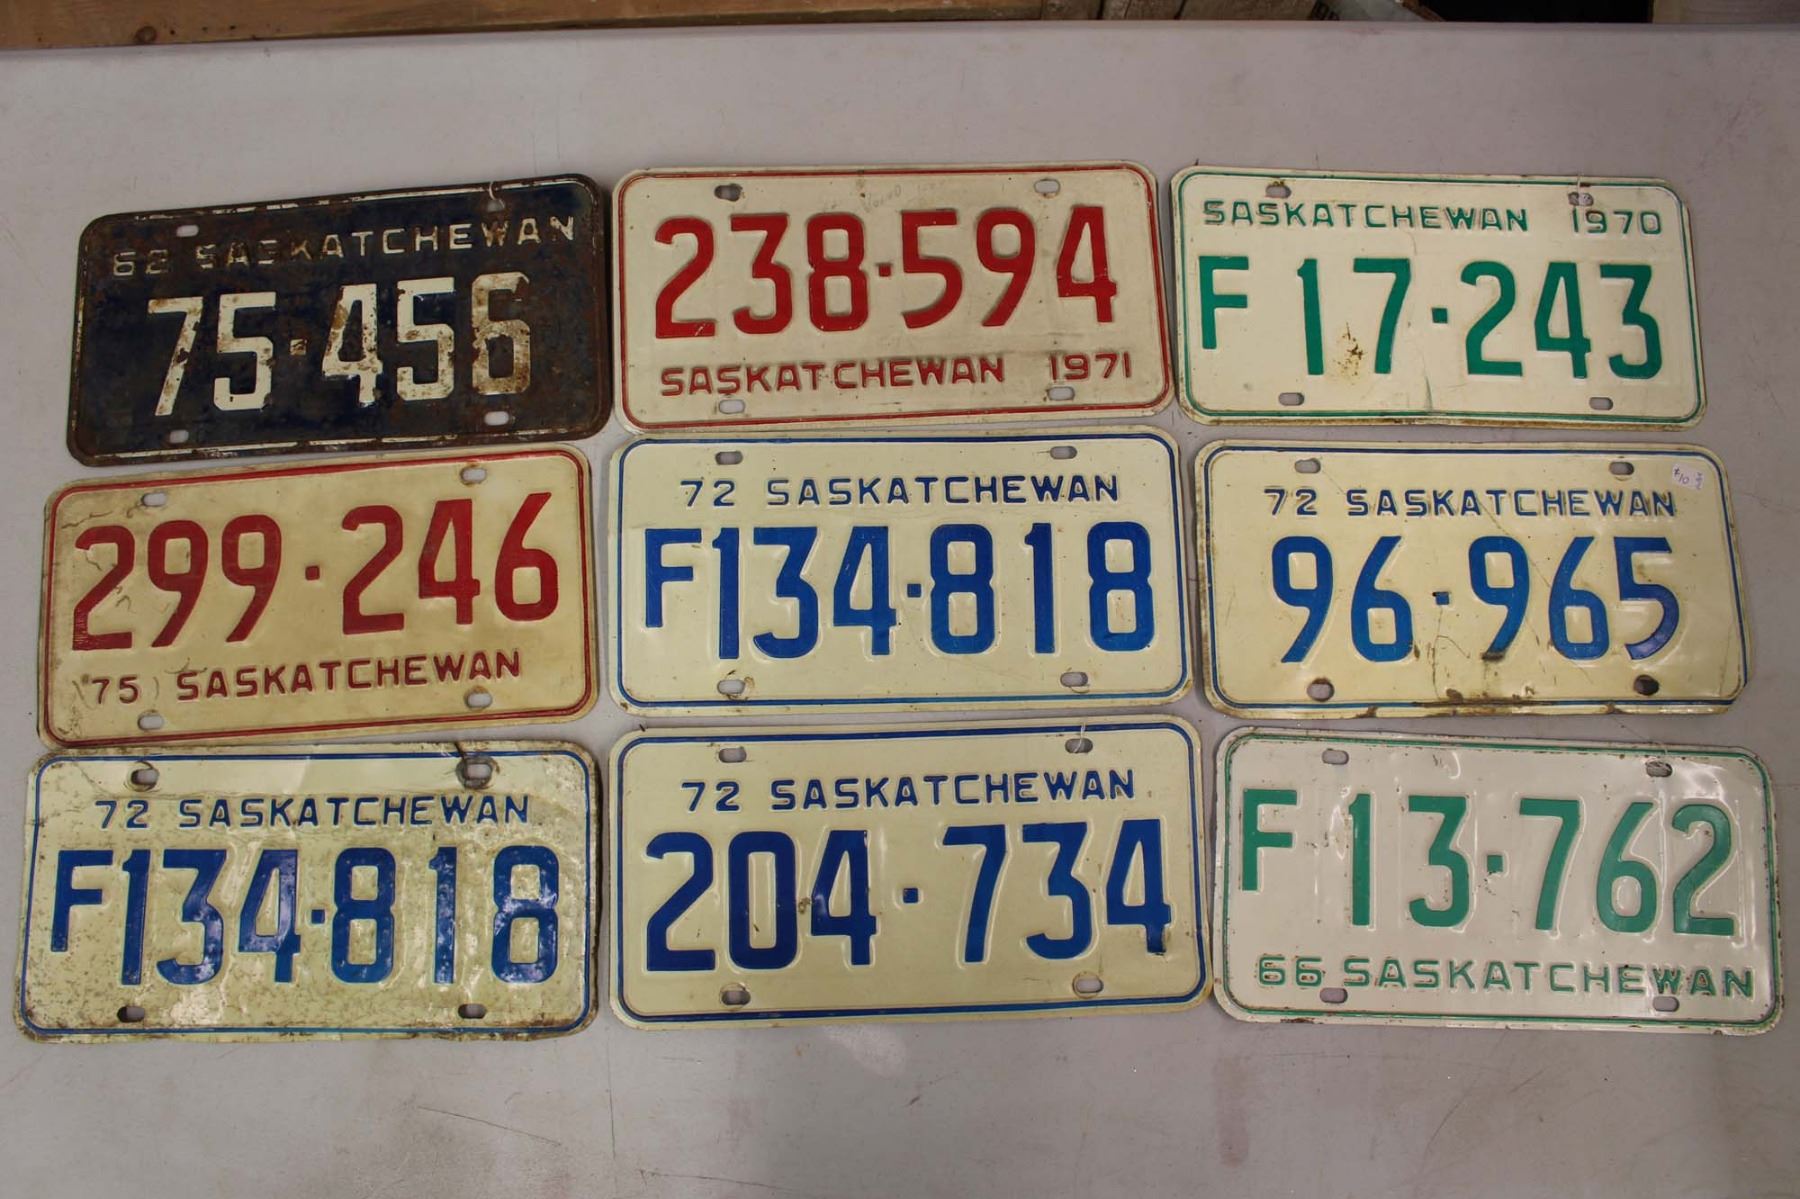 62 SASKATCHEWAN
75-456
238-594
SASKATCHEWAN 1971
SASKATCHEWAN 1970
F 17-243
299-246
75 SASKATCHEWAN
72 SASKATCHEWAN
F134-818
72 SASKATCHEWAN
96-965
72 SASKATCHEWAN
F134-818
72 SASKATCHEWAN
204-734
F 13-762
66 SASKATCHEWAN